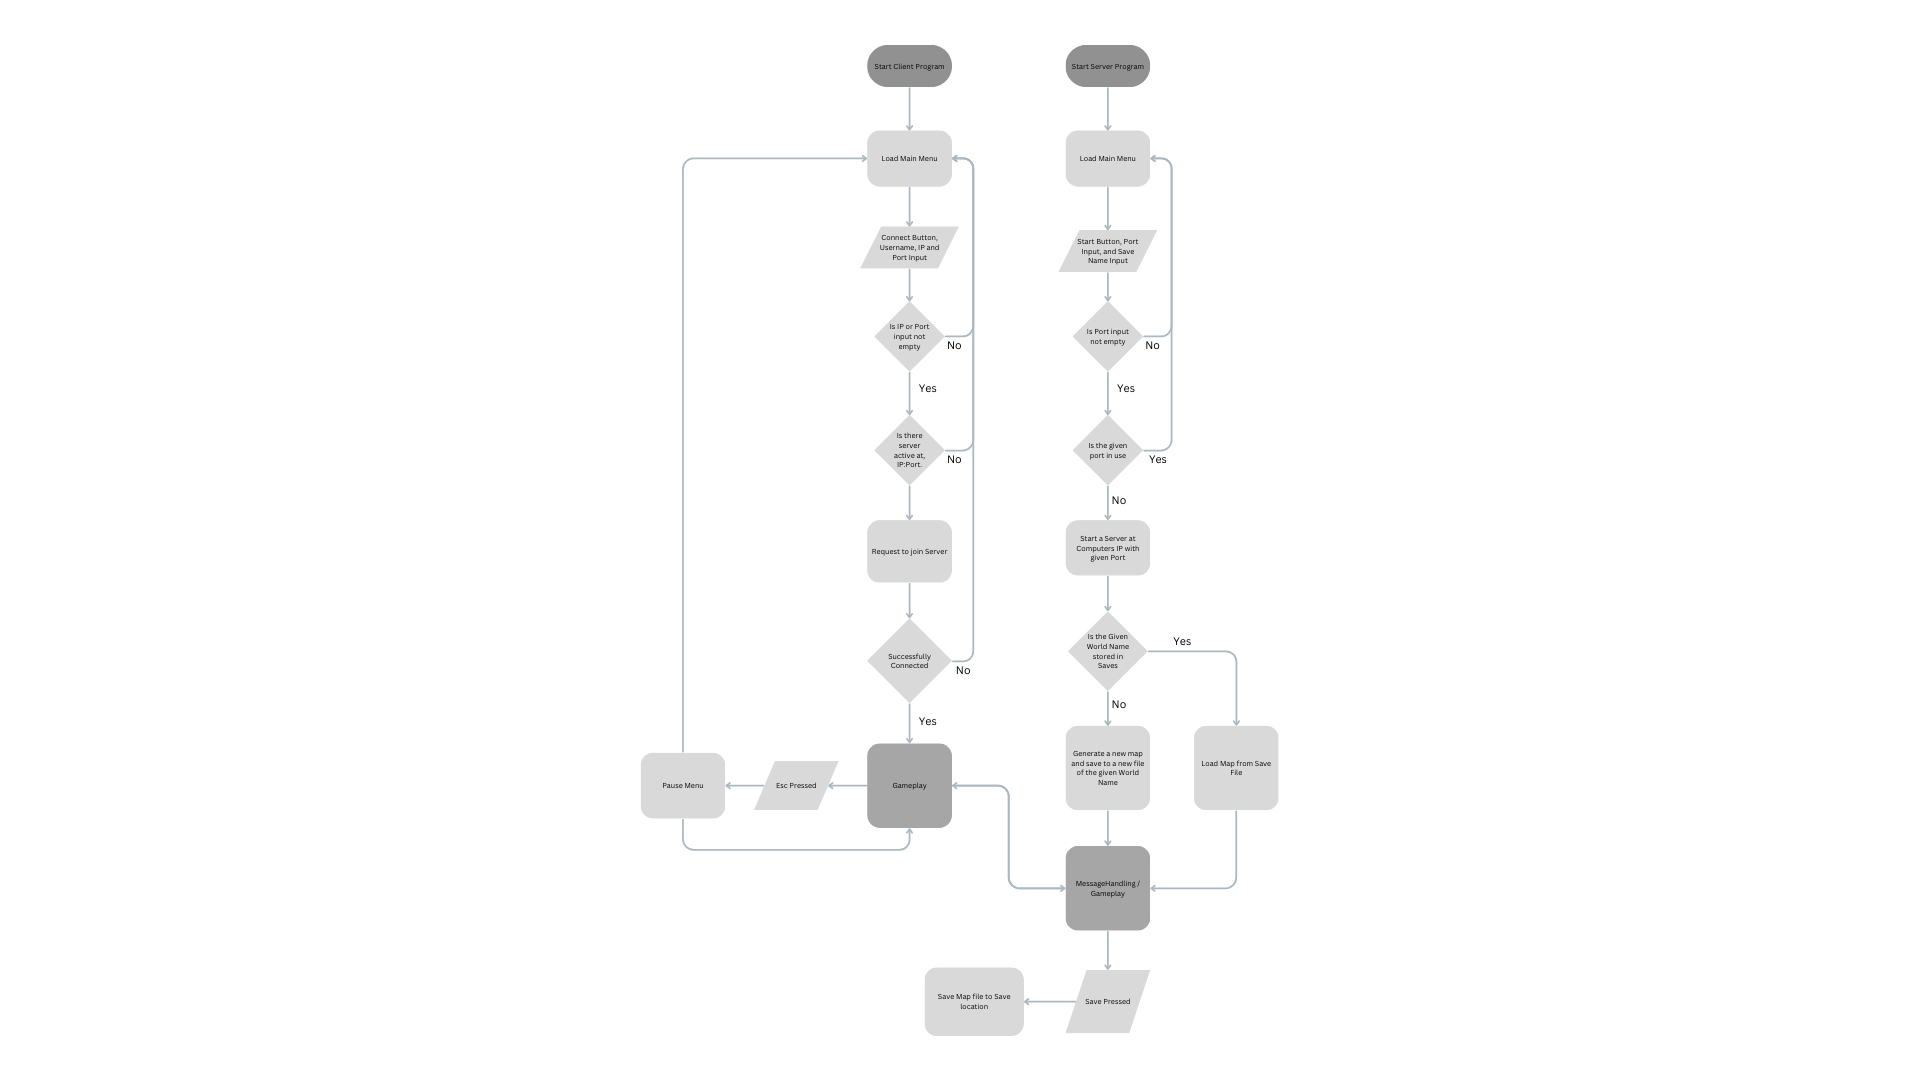 Start Client Program
Load Main Menu
Connect Button,
Username, IP and
Port Input
Is IP or Port
input not
empty
No
Yes
Is there
server
active at,
IP:Port.
No
Request to join Server
Successfully
Connected
No
Yes
Gameplay
Esc Pressed
Pause Menu
Start Server Program
Load Main Menu
Start Button, Port
Input, and Save
Name Input
Is Port input
not empty
No
Yes
Is the given
port in use
Yes
No
Start a Server at
Computers IP with
given Port
Is the Given
World Name
stored in
Saves
Yes
No
Generate a new map
and save to a new file
of the given World
Name
Load Map from Save
File
MessageHandling /
Gameplay
Save Pressed
Save Map file to Save
location